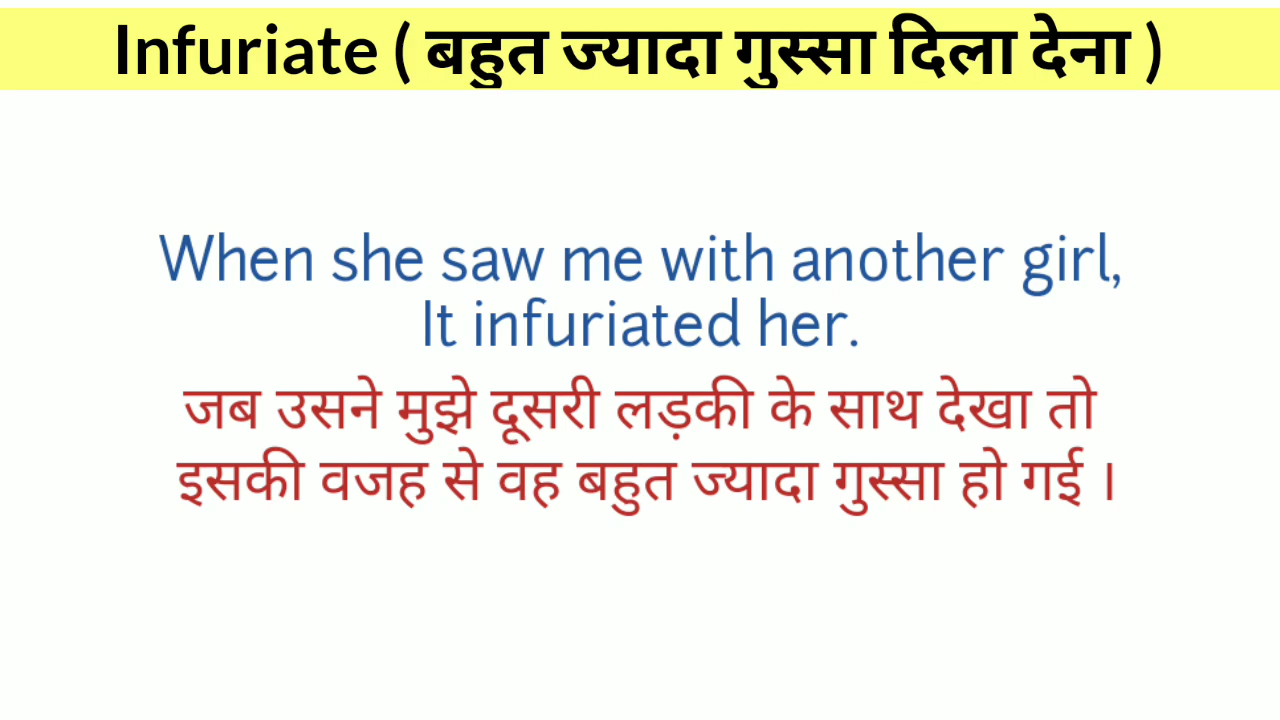 Infuriate ( बहुत ज्यादा गुस्सा दिला देना )
When she saw me with another girl,
It infuriated her.
जब उसने मुझे दूसरी लड़की के साथ देखा तो
इसकी वजह से वह बहुत ज्यादा गुस्सा हो गई ।